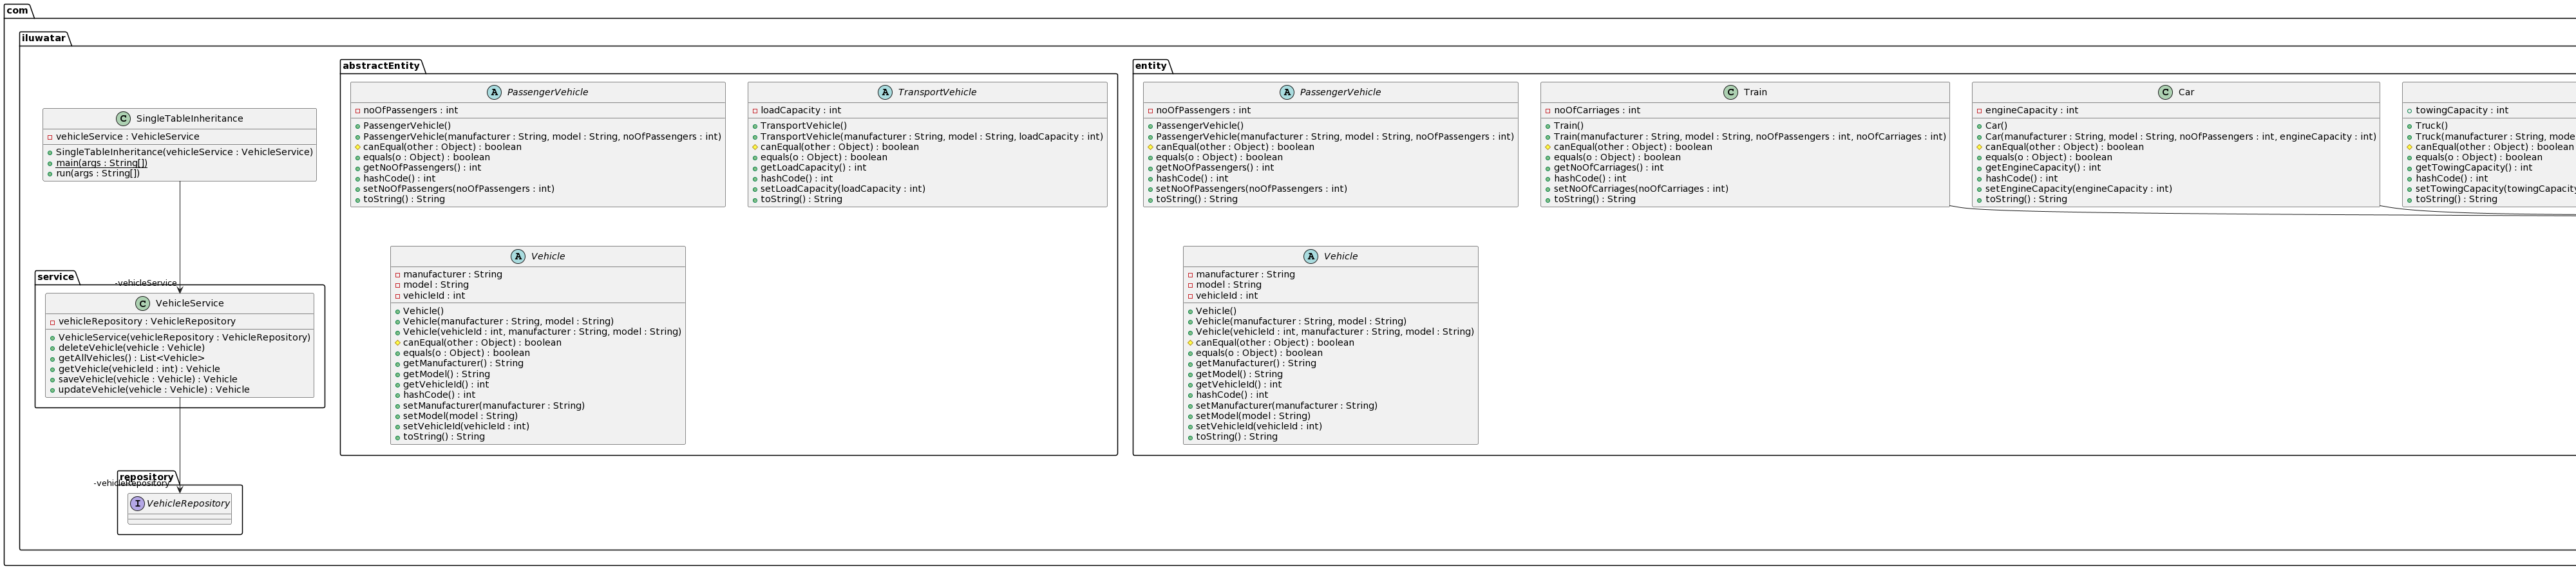 com
iluwatar
SingleTableInheritance
vehicleService : VehicleService
SingleTableInheritance(vehicleService : VehicleService)
main(args : String[])
run(args : String[])
-vehicleService
service
VehicleService
vehicleRepository : VehicleRepository
VehicleService(vehicleRepository : VehicleRepository)
deleteVehicle(vehicle : Vehicle)
getAllVehicles() : List<Vehicle>
getVehicle(vehicleId : int) : Vehicle
saveVehicle(vehicle : Vehicle) : Vehicle
updateVehicle(vehicle : Vehicle) : Vehicle
-vehicleRepository
repository
I VehicleRepository
abstractEntity
A PassengerVehicle
noOfPassengers : int
PassengerVehicle()
PassengerVehicle(manufacturer : String, model : String, noOfPassengers : int)
canEqual(other : Object) : boolean
equals(o : Object) : boolean
getNoOfPassengers() : int
hashCode() : int
setNoOfPassengers(noOfPassengers : int)
toString() : String
A TransportVehicle
loadCapacity : int
TransportVehicle()
TransportVehicle(manufacturer : String, model : String, loadCapacity : int)
canEqual(other : Object) : boolean
equals(o : Object) : boolean
getLoadCapacity() : int
hashCode() : int
setLoadCapacity(loadCapacity : int)
toString() : String
A Vehicle
manufacturer : String
model : String
vehicleId : int
Vehicle()
Vehicle(manufacturer : String, model : String)
Vehicle(vehicleId : int, manufacturer : String, model : String)
canEqual(other : Object) : boolean
equals(o : Object) : boolean
getManufacturer() : String
getModel() : String
getVehicleId() : int
hashCode() : int
setManufacturer(manufacturer : String)
setModel(model : String)
setVehicleId(vehicleId : int)
toString() : String
entity
A PassengerVehicle
noOfPassengers : int
PassengerVehicle()
PassengerVehicle(manufacturer : String, model : String, noOfPassengers : int)
canEqual(other : Object) : boolean
equals(o : Object) : boolean
getNoOfPassengers() : int
hashCode() : int
setNoOfPassengers(noOfPassengers : int)
toString() : String
C Train
noOfCarriages : int
Train()
Train(manufacturer : String, model : String, noOfPassengers : int, noOfCarriages : int)
canEqual(other : Object) : boolean
equals(o : Object) : boolean
getNoOfCarriages() : int
hashCode() : int
setNoOfCarriages(noOfCarriages : int)
toString() : String
C Car
engineCapacity : int
Car()
Car(manufacturer : String, model : String, noOfPassengers : int, engineCapacity : int)
canEqual(other : Object) : boolean
equals(o : Object) : boolean
getEngineCapacity() : int
hashCode() : int
setEngineCapacity(engineCapacity : int)
toString() : String
towingCapacity : int
Truck()
Truck(manufacturer : String, mode
canEqual(other : Object) : boolean
equals(o : Object) : boolean
getTowingCapacity() : int
hashCode() : int
setTowingCapacity(towingCapacity
toString() : String
A Vehicle
manufacturer : String
model : String
vehicleId : int
Vehicle()
Vehicle(manufacturer : String, model : String)
Vehicle(vehicleId : int, manufacturer : String, model : String)
canEqual(other : Object) : boolean
equals(o : Object) : boolean
getManufacturer() : String
getModel() : String
getVehicleId() : int
hashCode() : int
setManufacturer(manufacturer : String)
setModel(model : String)
setVehicleId(vehicleId : int)
toString() : String